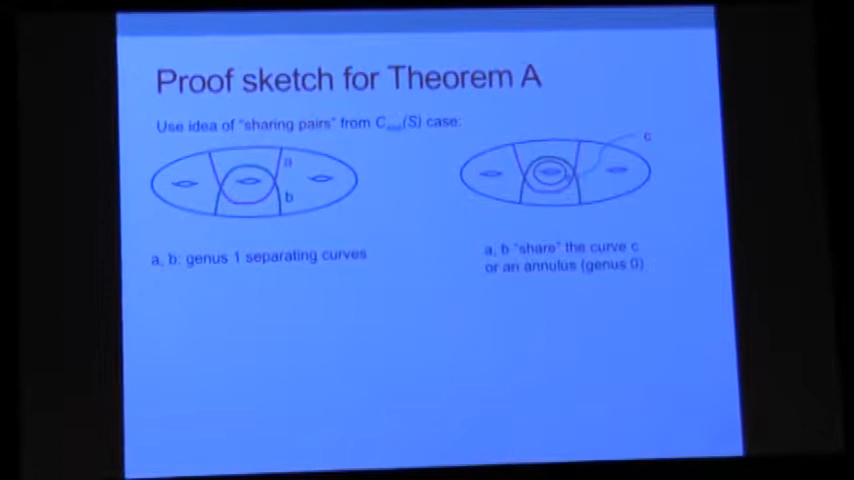 Proof sketch for Theorem A
Use idea of "sharing pairs" from C (S) case:
a
b
c
a, b: genus 1 separating curves
a, b "share" the curve c
or an annulus (genus 0)